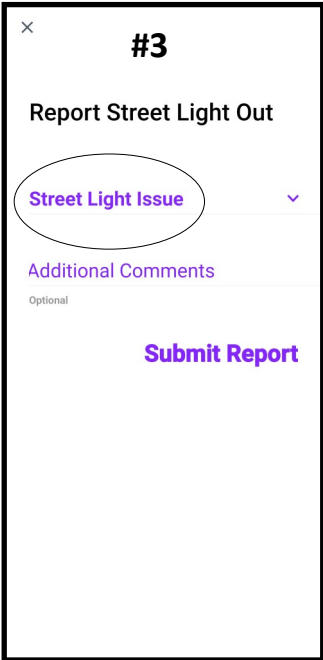 #3
Report Street Light Out
Street Light Issue
Additional Comments
Optional
Submit Report